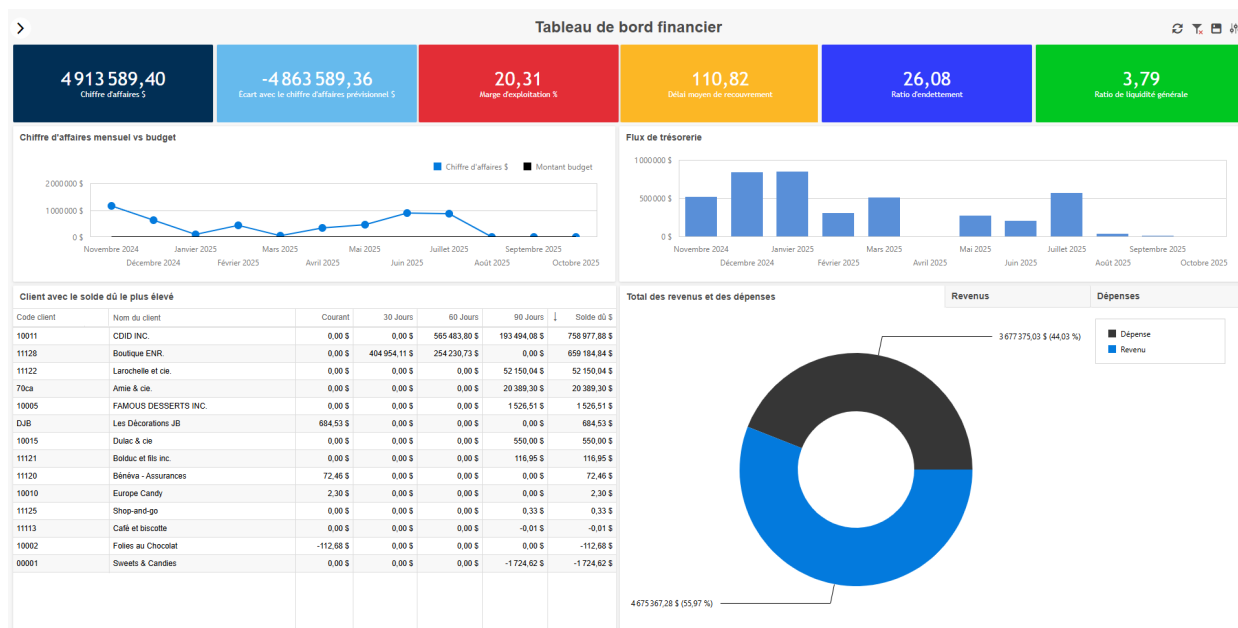 Tableau de bord financier
4 913 589,40
Chiffre d'affaires $
-4 863 589,36
Écart avec le chiffre d'affaires prévisionnel $
20,31
Marge d'exploitation %
110,82
Délai moyen de recouvrement
26,08
Ratio d'endettement
3,79
Ratio de liquidité générale
Chiffre d'affaires mensuel vs budget
Chiffre d'affaires $ Montant budget
2 000 000 $
1 000 000 $
0 $
Novembre 2024 Janvier 2025 Mars 2025 Mai 2025 Juillet 2025 Septembre 2025
Décembre 2024 Février 2025 Avril 2025 Juin 2025 Août 2025 Octobre 2025
Flux de trésorerie
1 000 000 $
500 000 $
0 $
Novembre 2024 Janvier 2025 Mars 2025 Mai 2025 Juillet 2025 Septembre 2025
Décembre 2024 Février 2025 Avril 2025 Juin 2025 Août 2025 Octobre 2025
Client avec le solde dû le plus élevé
Code client Nom du client Courant 30 Jours 60 Jours 90 Jours ↓ Solde dû $
10011 CDID INC. 0,00 $ 0,00 $ 565 483,80 $ 193 494,08 $ 758 977,88 $
11128 Boutique ENR. 0,00 $ 404 954,11 $ 254 230,73 $ 0,00 $ 659 184,84 $
11122 Larochelle et cie. 0,00 $ 0,00 $ 0,00 $ 52 150,04 $ 52 150,04 $
70ca Amie & cie. 0,00 $ 0,00 $ 0,00 $ 20 389,30 $ 20 389,30 $
10005 FAMOUS DESSERTS INC. 0,00 $ 0,00 $ 0,00 $ 1 526,51 $ 1 526,51 $
DJB Les Décorations JB 684,53 $ 0,00 $ 0,00 $ 0,00 $ 684,53 $
10015 Dulac & cie 0,00 $ 0,00 $ 0,00 $ 550,00 $ 550,00 $
11121 Bolduc et fils inc. 0,00 $ 0,00 $ 0,00 $ 116,95 $ 116,95 $
11120 Bénéva - Assurances 72,46 $ 0,00 $ 0,00 $ 0,00 $ 72,46 $
10010 Europe Candy 2,30 $ 0,00 $ 0,00 $ 0,00 $ 2,30 $
11125 Shop-and-go 0,00 $ 0,00 $ 0,00 $ 0,33 $ 0,33 $
11113 Café et biscotte 0,00 $ 0,00 $ 0,00 $ -0,01 $ -0,01 $
10002 Folies au Chocolat -112,68 $ 0,00 $ 0,00 $ 0,00 $ -112,68 $
00001 Sweets & Candies 0,00 $ 0,00 $ 0,00 $ -1 724,62 $ -1 724,62 $
Total des revenus et des dépenses Revenus Dépenses
3 677 375,03 $ (44,03 %)
Dépense
Revenu
4 675 367,28 $ (55,97 %)